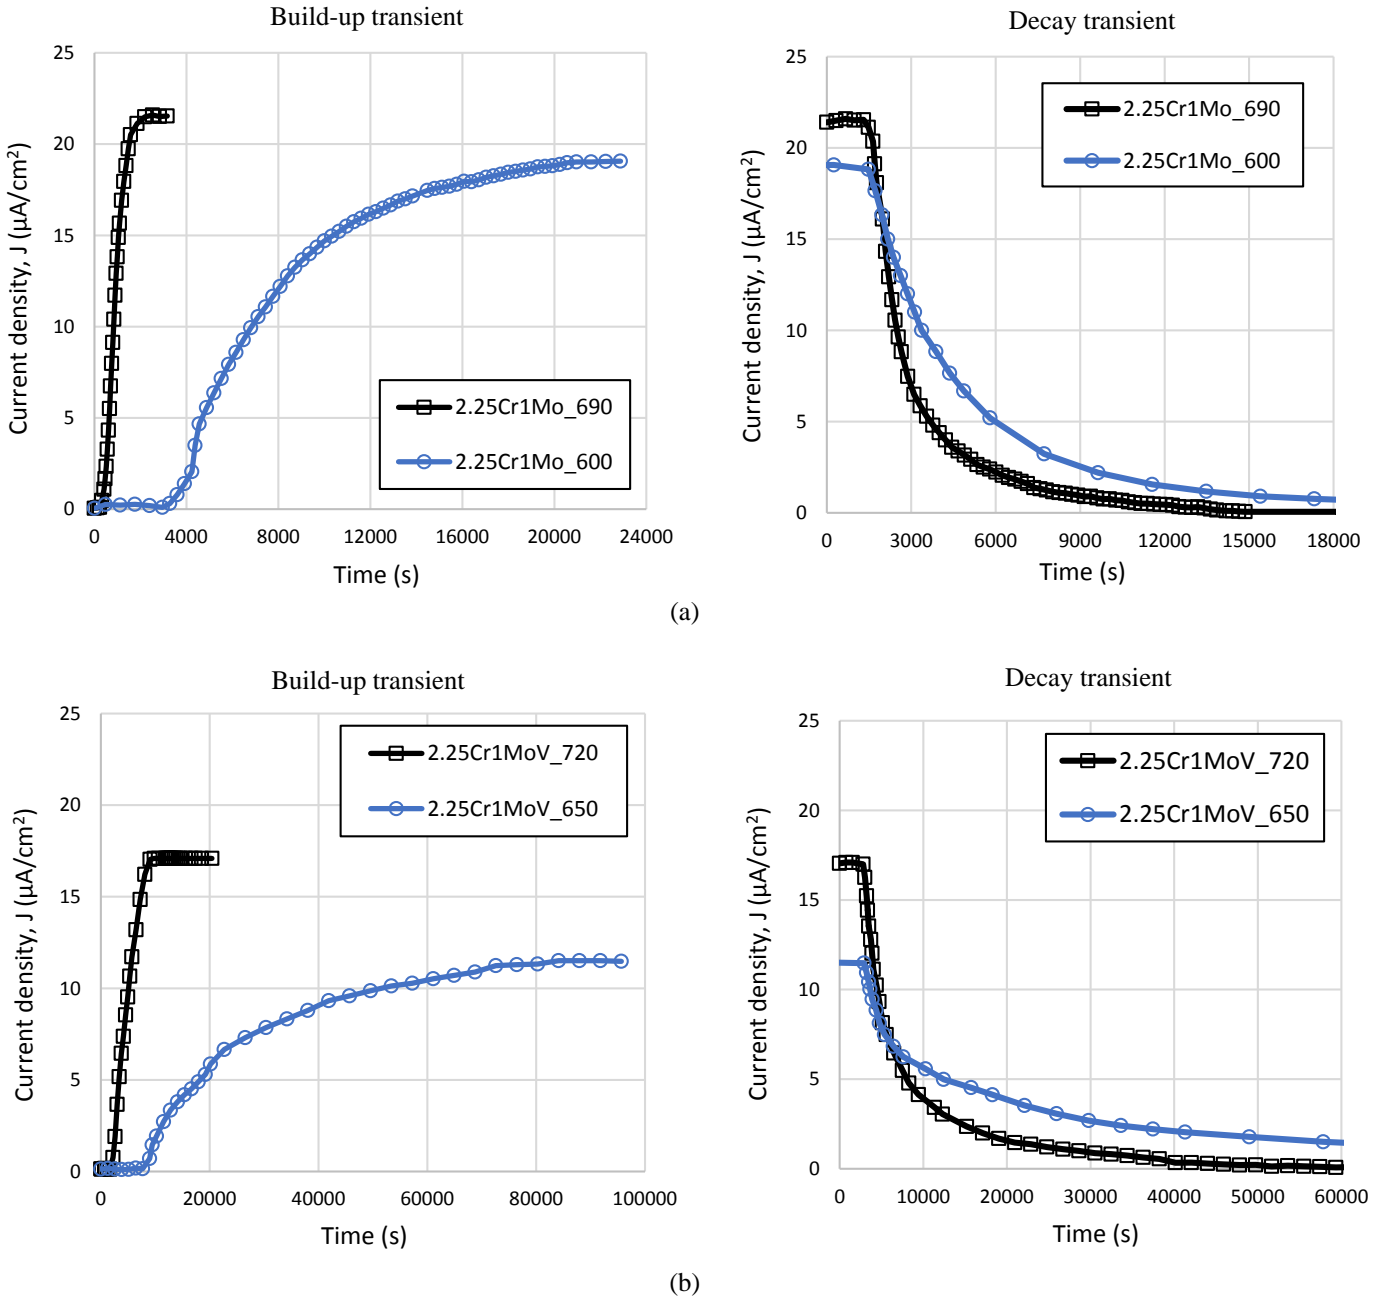 Build-up transient
Current density, J (µA/cm²)
25
20
15
10
5
0
0 4000 8000 12000 16000 20000 24000
Time (s)
2.25Cr1Mo_690
2.25Cr1Mo_600
Decay transient
Current density, J (µA/cm²)
25
20
15
10
5
0
0 3000 6000 9000 12000 15000 18000
Time (s)
2.25Cr1Mo_690
2.25Cr1Mo_600
(a)
Build-up transient
Current density, J (µA/cm²)
25
20
15
10
5
0
0 20000 40000 60000 80000 100000
Time (s)
2.25Cr1MoV_720
2.25Cr1MoV_650
Decay transient
Current density, J (µA/cm²)
25
20
15
10
5
0
0 10000 20000 30000 40000 50000 60000
Time (s)
2.25Cr1MoV_720
2.25Cr1MoV_650
(b)